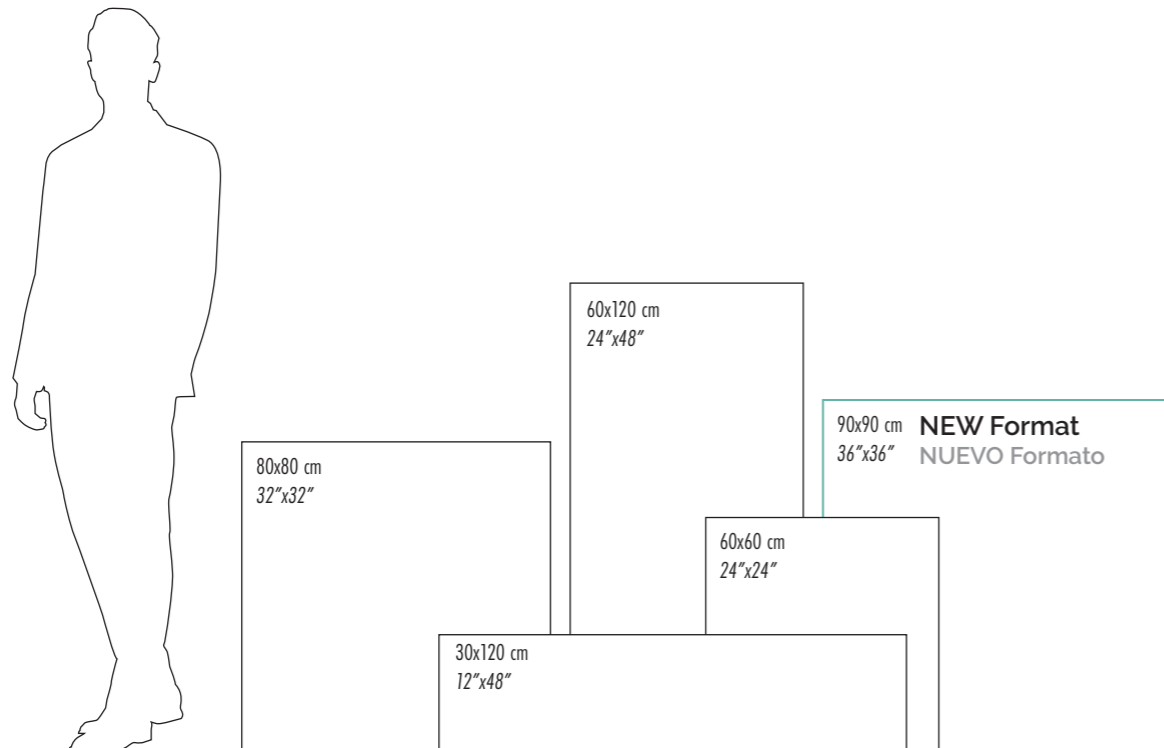 60x120 cm
24"x48"
90x90 cm NEW Format
36"x36" NUEVO Formato
80x80 cm
32"x32"
60x60 cm
24"x24"
30x120 cm
12"x48"